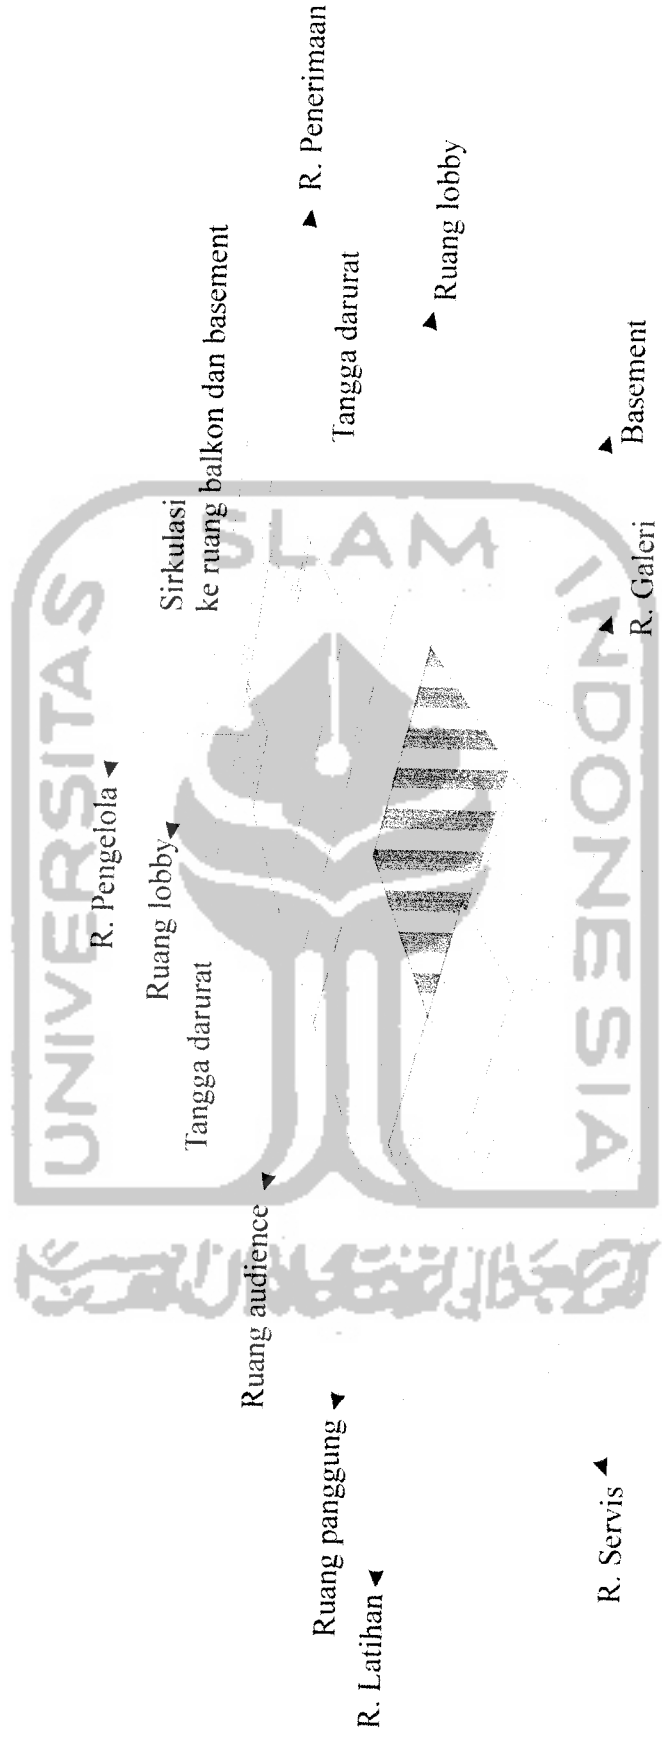 UNIVERSITAS
R. Pengelola
Ruang lobby
Tangga darurat
Sirkulasi
ke ruang balkon dan basement
Ruang audience
R. Penerimaan
Ruang panggung
Tangga darurat
R. Latihan
ISLAM
Ruang lobby
R. Servis
INDONESIA
R. Galeri
Basement